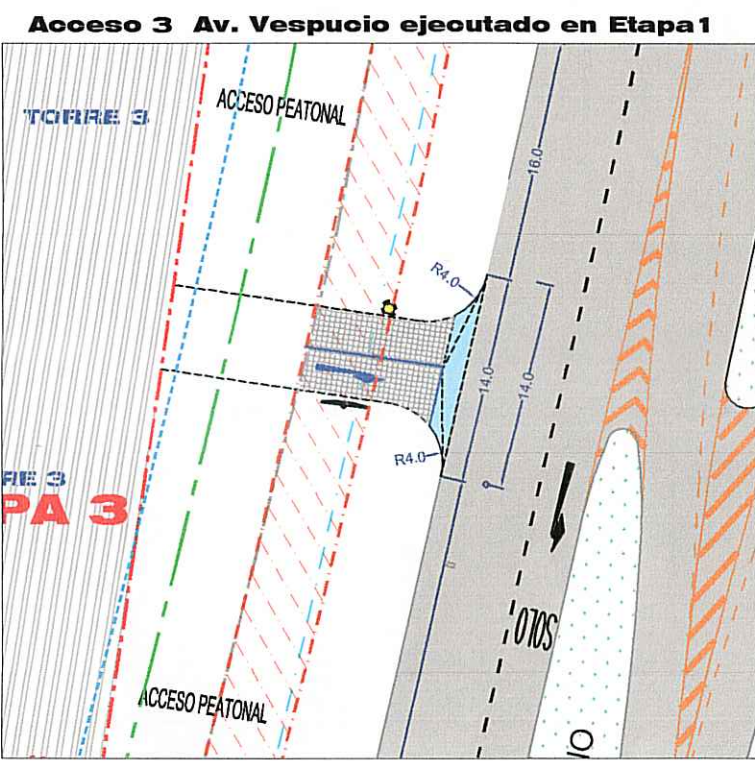 Acceso 3 Av. Vespucio ejecutado en Etapa1
TORRE 3
ACCESO PEATONAL
16.0
R4.0
14.0
14.0
R4.0
RE 3
PA 3
SOLO
ACCESO PEATONAL
NO